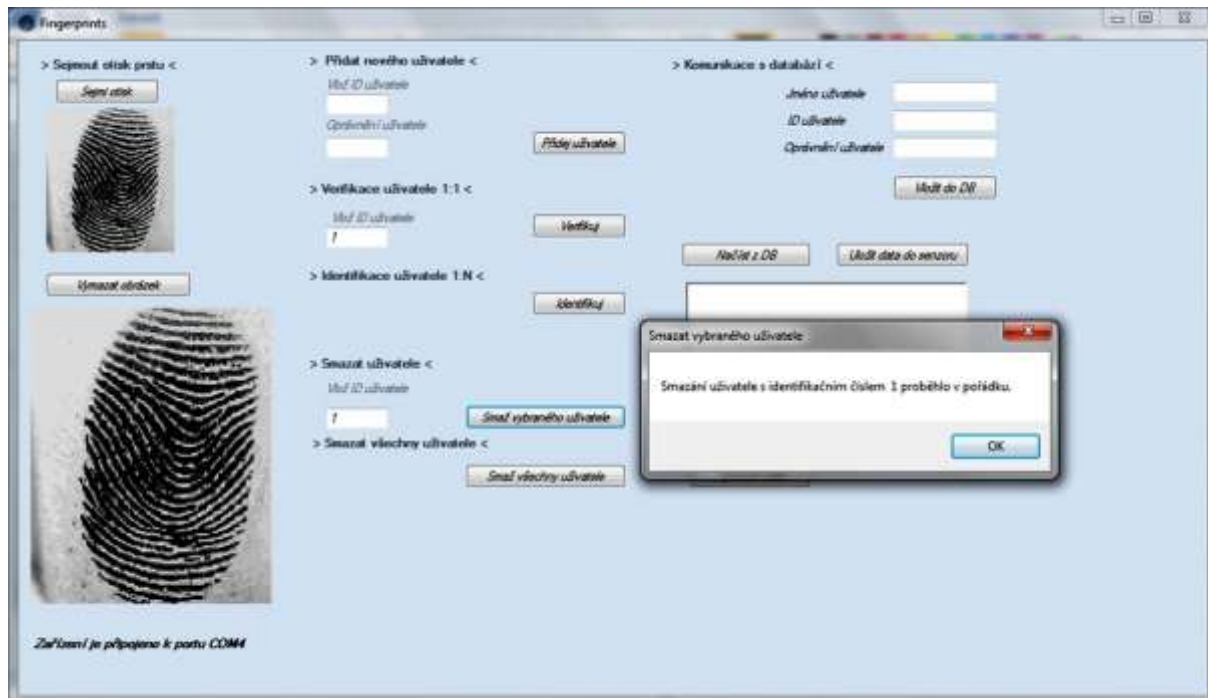 Fingerprints
> Sejmout otisk prstu <
Sejmi otisk
Vymazat obrázek
Zařízení je připojeno k portu COM4
> Přidat nového uživatele <
Vlož ID uživatele
Oprávnění uživatele
Přidej uživatele
> Verifikace uživatele 1:1 <
Vlož ID uživatele
1
Verifikuj
> Identifikace uživatele 1:N <
Identifikuj
> Smazat uživatele <
Vlož ID uživatele
1
Smaž vybraného uživatele
> Smazat všechny uživatele <
Smaž všechny uživatele
> Komunikace s databází <
Jméno uživatele
ID uživatele
Oprávnění uživatele
Vložit do DB
Načíst z DB
Uložit data do senzoru
Smazat vybraného uživatele
Smazání uživatele s identifikačním číslem 1 proběhlo v pořádku.
OK